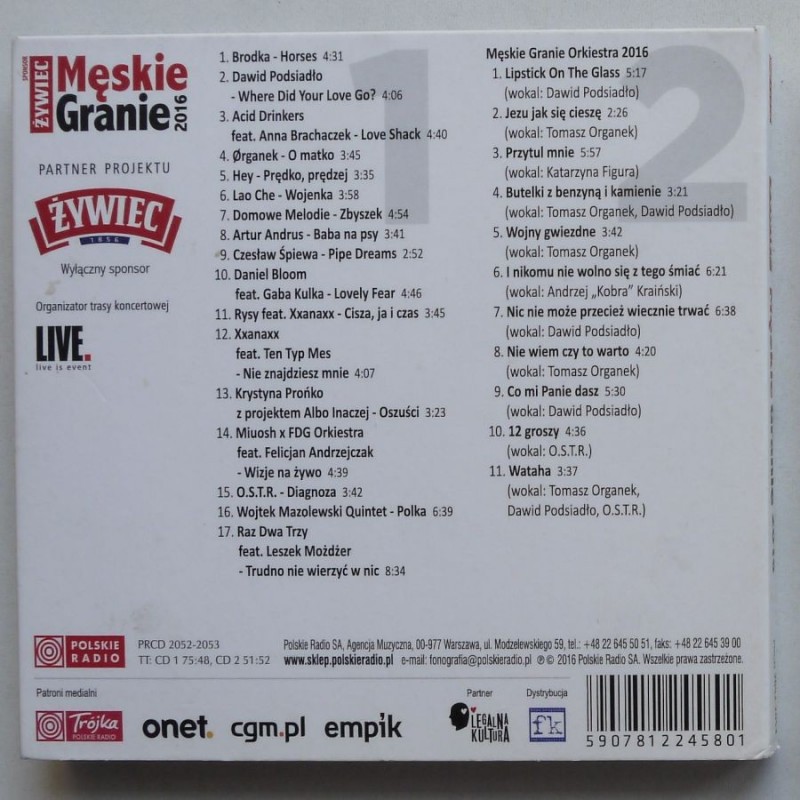 SPONSOR
ŻYWIEC
Męskie
Granie
2016
PARTNER PROJEKTU
ŻYWIEC
1856
Wyłączny sponsor
Organizator trasy koncertowej
LIVE.
live is event
1
1. Brodka - Horses 4:31
2. Dawid Podsiadło
- Where Did Your Love Go? 4:06
3. Acid Drinkers
feat. Anna Brachaczek - Love Shack 4:40
4. Ørganek - O matko 3:45
5. Hey - Prędko, prędzej 3:35
6. Lao Che - Wojenka 3:58
7. Domowe Melodie - Zbyszek 4:54
8. Artur Andrus - Baba na psy 3:41
9. Czesław Śpiewa - Pipe Dreams 2:52
10. Daniel Bloom
feat. Gaba Kulka - Lovely Fear 4:46
11. Rysy feat. Xxanaxx - Cisza, ja i czas 3:45
12. Xxanaxx
feat. Ten Typ Mes
- Nie znajdziesz mnie 4:07
13. Krystyna Prońko
z projektem Albo Inaczej - Oszuści 3:23
14. Miuosh x FDG Orkiestra
feat. Felicjan Andrzejczak
- Wizje na żywo 4:39
15. O.S.T.R. - Diagnoza 3:42
16. Wojtek Mazolewski Quintet - Polka 6:39
17. Raz Dwa Trzy
feat. Leszek Możdżer
- Trudno nie wierzyć w nic 8:34
2
Męskie Granie Orkiestra 2016
1. Lipstick On The Glass 5:17
(wokal: Dawid Podsiadło)
2. Jezu jak się cieszę 2:26
(wokal: Tomasz Organek)
3. Przytul mnie 5:57
(wokal: Katarzyna Figura)
4. Butelki z benzyną i kamienie 3:21
(wokal: Tomasz Organek, Dawid Podsiadło)
5. Wojny gwiezdne 3:42
(wokal: Tomasz Organek)
6. I nikomu nie wolno się z tego śmiać 6:21
(wokal: Andrzej „Kobra” Kraiński)
7. Nic nie może przecież wiecznie trwać 6:38
(wokal: Dawid Podsiadło)
8. Nie wiem czy to warto 4:20
(wokal: Tomasz Organek)
9. Co mi Panie dasz 5:30
(wokal: Dawid Podsiadło)
10. 12 groszy 4:36
(wokal: O.S.T.R.)
11. Wataha 3:37
(wokal: Tomasz Organek,
Dawid Podsiadło, O.S.T.R.)
POLSKIE
RADIO
PRCD 2052-2053
TT: CD 1 75:48, CD 2 51:52
Polskie Radio SA, Agencja Muzyczna, 00-977 Warszawa, ul. Modzelewskiego 59, tel.: +48 22 645 50 51, faks: +48 22 645 39 00
www.sklep.polskieradio.pl e-mail: fonografia@polskieradio.pl ℗ © 2016 Polskie Radio SA. Wszelkie prawa zastrzeżone.
Patroni medialni
Trójka
POLSKIE RADIO
onet.
cgm.pl
empik
Partner
LEGALNA
KULTURA
Dystrybucja
fk
5907812245801